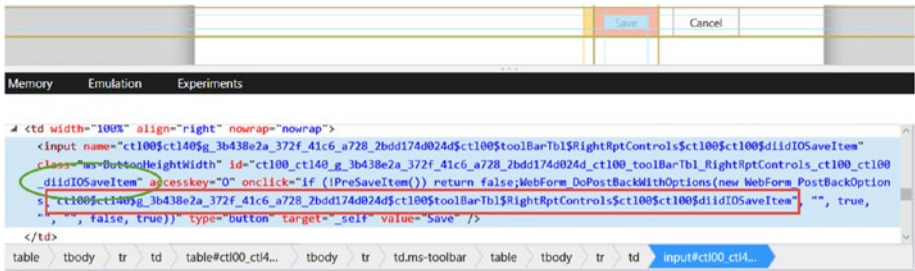 Save Cancel
Memory Emulation Experiments
<td width="100%" align="right" nowrap="nowrap">
<input name="ctl00$ctl40$g_3b438e2a_372f_41c6_a728_2bdd174d024d$ctl00$toolBarTbl$RightRptControls$ctl00$ctl00$diidIOSaveItem"
class="ms-ButtonHeightWidth" id="ctl00_ctl40_g_3b438e2a_372f_41c6_a728_2bdd174d024d_ctl00_toolBarTbl_RightRptControls_ctl00_ctl00
_diidIOSaveItem" accesskey="O" onclick="if (!PreSaveItem()) return false;WebForm_DoPostBackWithOptions(new WebForm_PostBackOption
s("ctl00$ctl40$g_3b438e2a_372f_41c6_a728_2bdd174d024d$ctl00$toolBarTbl$RightRptControls$ctl00$ctl00$diidIOSaveItem", "", true,
"", "", false, true))" type="button" target="_self" value="Save" />
</td>
table tbody tr td table#ctl00_ctl4... tbody tr td.ms-toolbar table tbody tr td input#ctl00_ctl4...